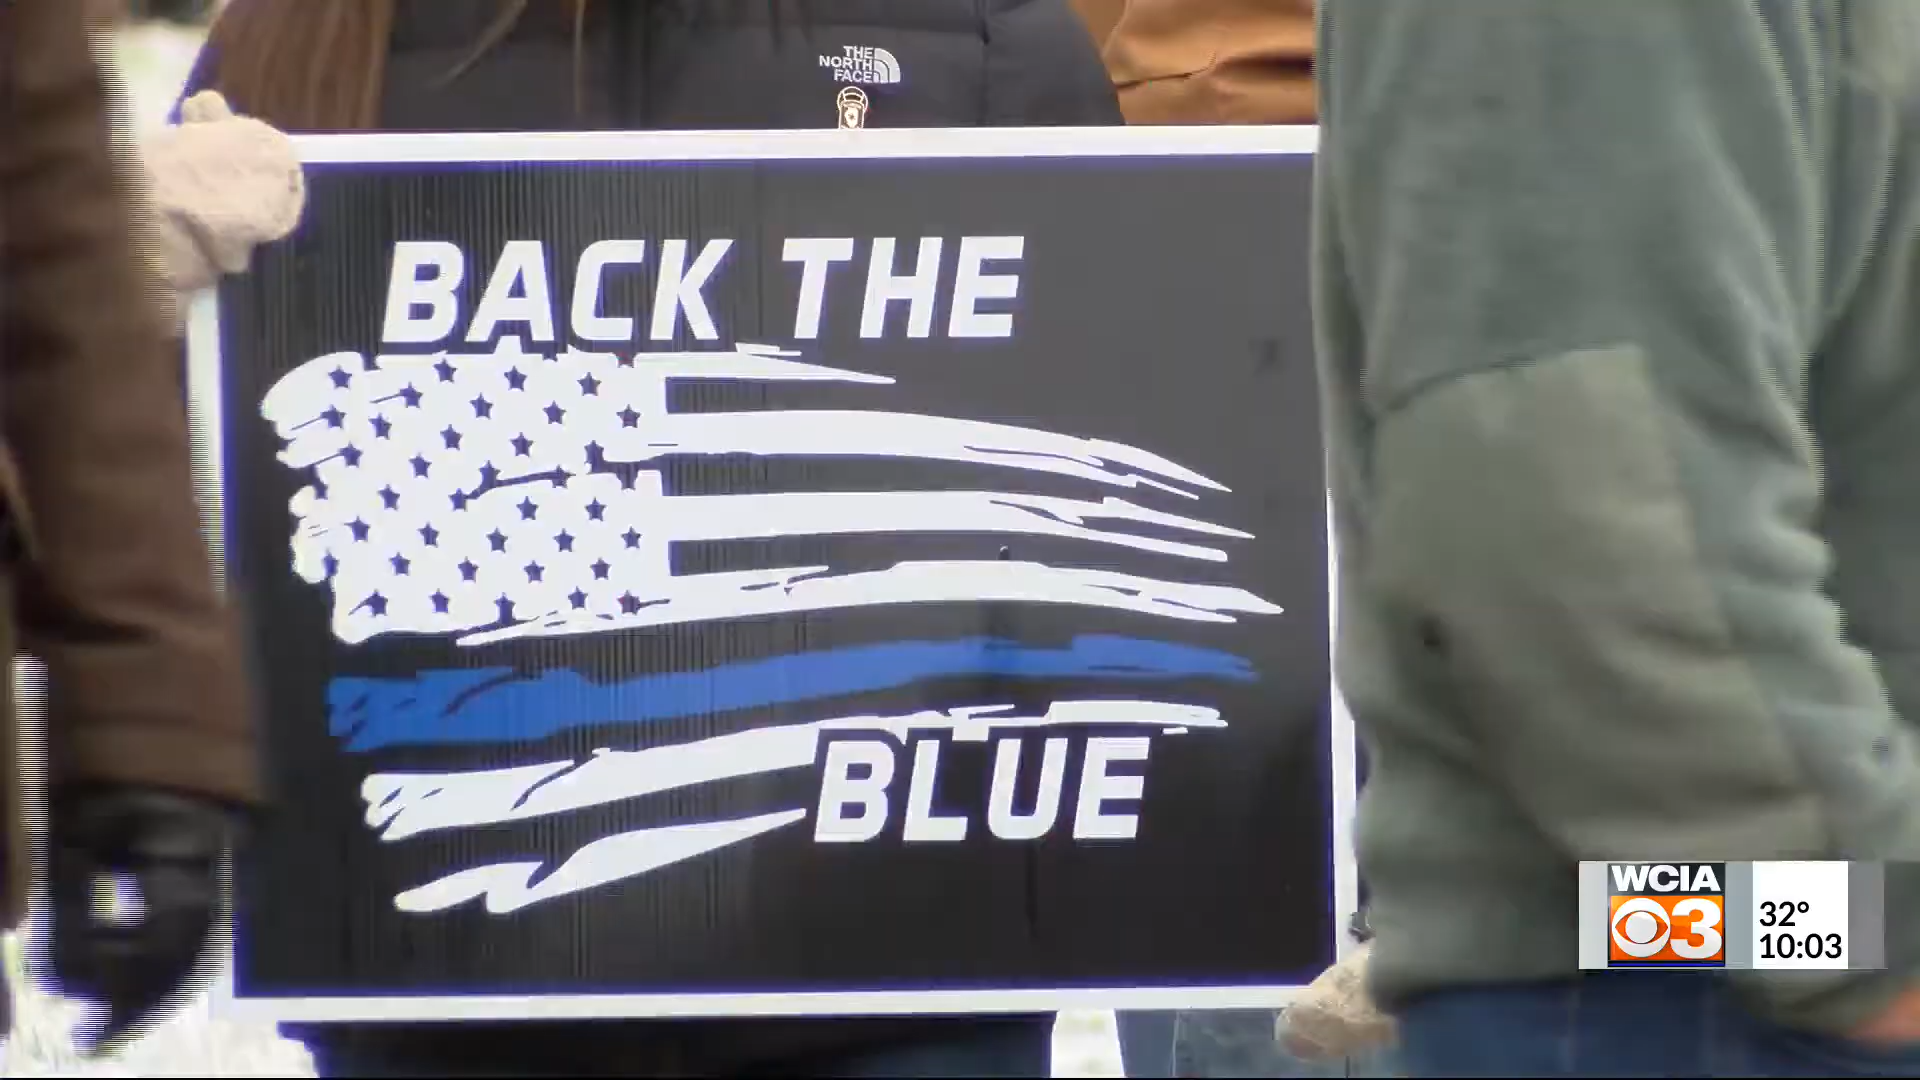 THE
NORTH
FACE
BACK THE
BLUE
WCIA
3
32°
10:03